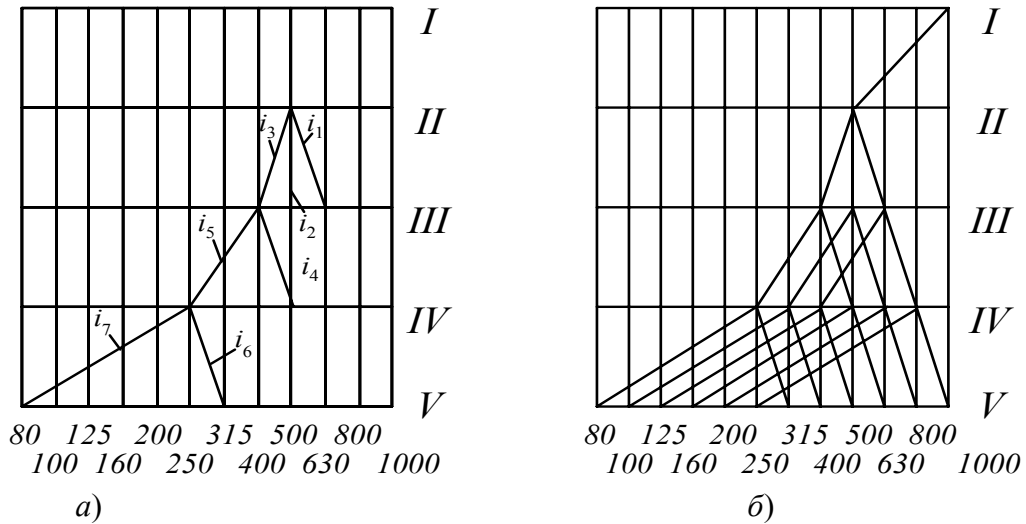 I I
II II
i₃ i₁
III i₂ III
i₅
i₄
IV IV
i₇
i₆
V V
80 125 200 315 500 800 80 125 200 315 500 800
100 160 250 400 630 1000 100 160 250 400 630 1000
а) б)